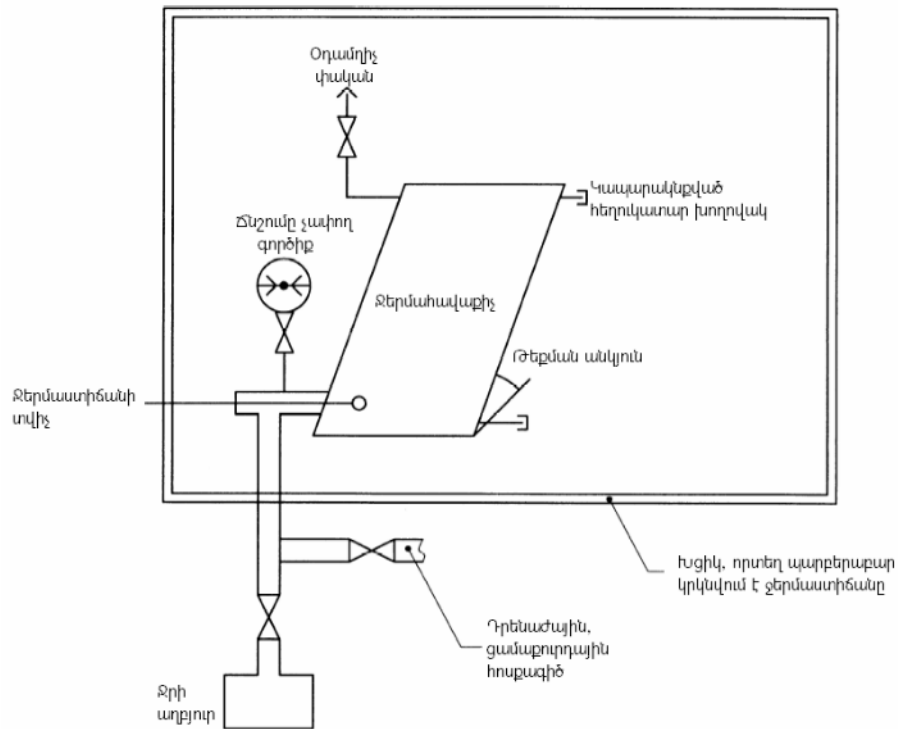 Օդամղիչ
փական
Կապարակնքված
հեղուկատար խողովակ
Ճնշումը չափող
գործիք
Ջերմահավաքիչ
Թեքման անկյուն
Ջերմաստիճանի
տվիչ
Խցիկ, որտեղ պարբերաբար
կրկնվում է ջերմաստիճանը
Դրենաժային,
ցամաքուրդային
հոսքագիծ
Ջրի
աղբյուր